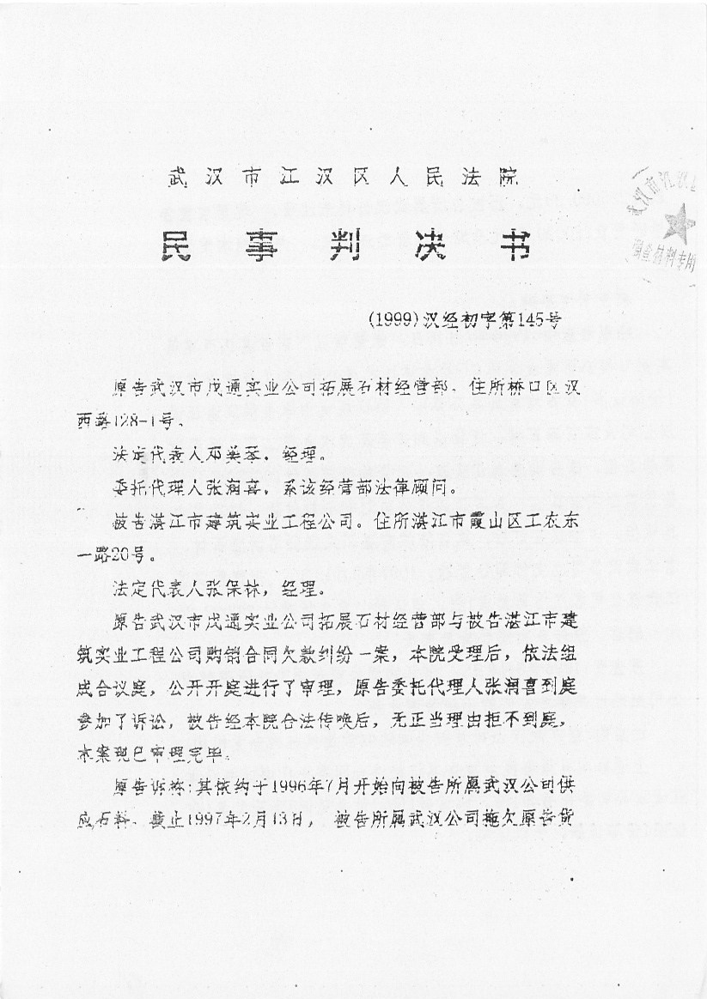 武汉市江汉区人民法院
民事判决书
(1999)汉经初字第145号
原告武汉市戊通实业公司拓展石材经营部。住所桥口区汉
西路128-1号。
法定代表人邓美琴,经理。
委托代理人张润喜,系该经营部法律顾问。
被告湛江市建筑实业工程公司。住所湛江市霞山区工农东
一路20号。
法定代表人张保林,经理。
原告武汉市戊通实业公司拓展石材经营部与被告湛江市建
筑实业工程公司购销合同欠款纠纷一案,本院受理后,依法组
成合议庭,公开开庭进行了审理,原告委托代理人张润喜到庭
参加了诉讼,被告经本院合法传唤后,无正当理由拒不到庭,
本案现已审理完毕。
原告诉称:其依约于1996年7月开始向被告所属武汉公司供
应石料、截止1997年2月13日, 被告所属武汉公司拖欠原告货
材料专用